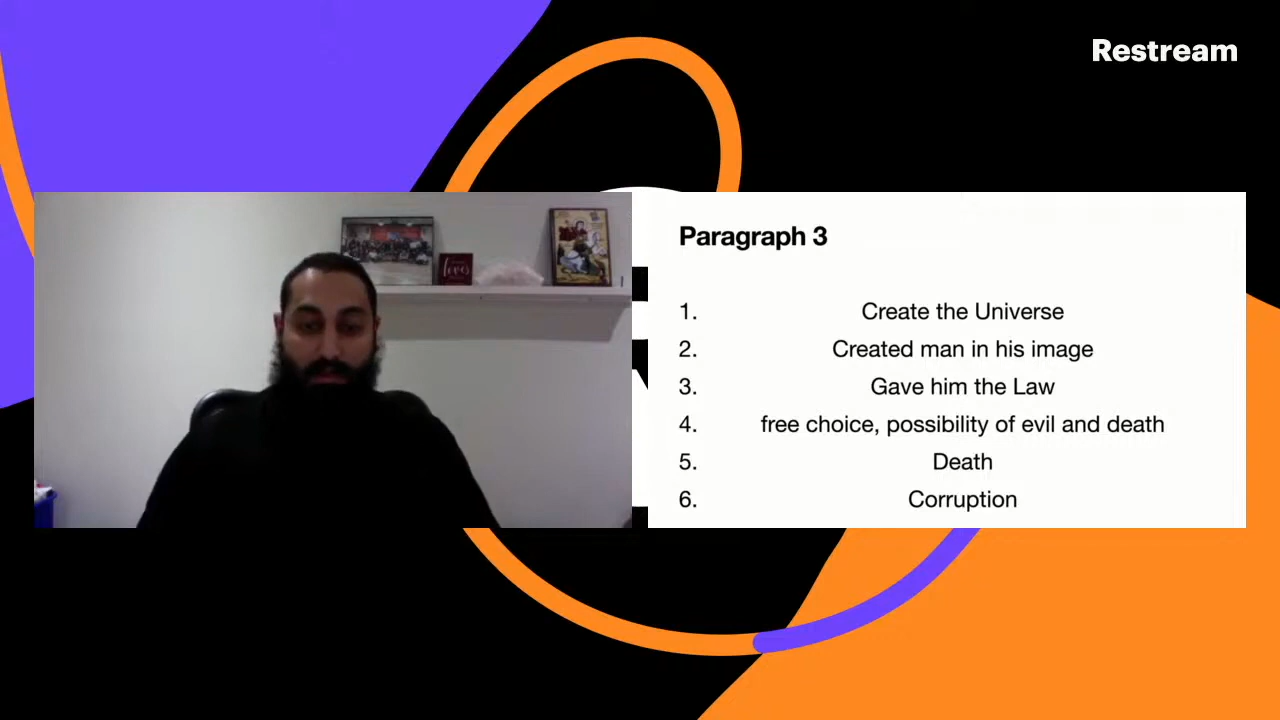 Restream
Paragraph 3
1. Create the Universe
2. Created man in his image
3. Gave him the Law
4. free choice, possibility of evil and death
5. Death
6. Corruption
loves